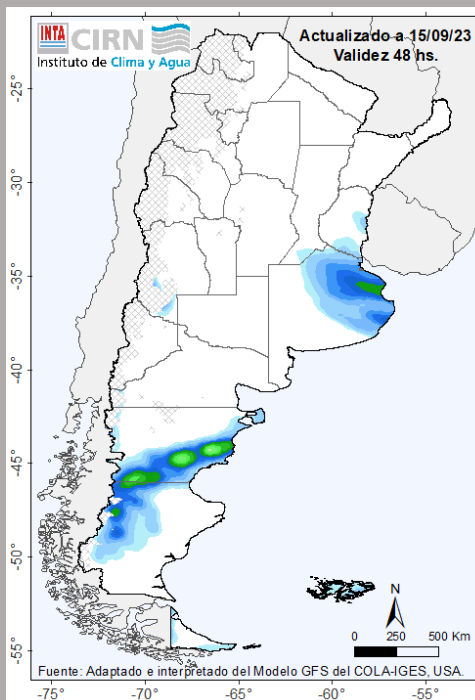 INTA CIRN
Instituto de Clima y Agua
Actualizado a 15/09/23
Validez 48 hs.
-25°
-30°
-35°
-40°
-45°
-50°
-55°
N
0 250 500 Km
Fuente: Adaptado e interpretado del Modelo GFS del COLA-IGES, USA.
-75° -70° -65° -60° -55°